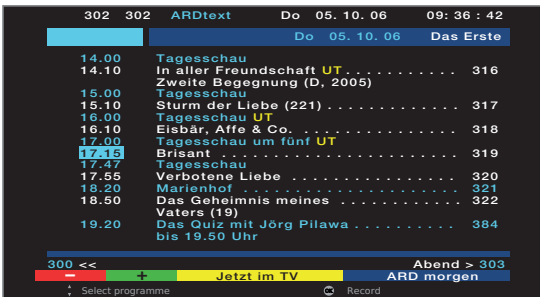 302 302 ARDtext Do 05. 10. 06 09: 36 : 42
Do 05. 10. 06 Das Erste
14.00 Tagesschau
14.10 In aller Freundschaft UT . . . . . . . . . . . 316
Zweite Begegnung (D, 2005)
15.00 Tagesschau
15.10 Sturm der Liebe (221) . . . . . . . . . . . . . 317
16.00 Tagesschau UT
16.10 Eisbär, Affe & Co. . . . . . . . . . . . . . . 318
17.00 Tagesschau um fünf UT
17.15 Brisant . . . . . . . . . . . . . . . . . . . 319
17.47 Tagesschau
17.55 Verbotene Liebe . . . . . . . . . . . . . . . 320
18.20 Marienhof . . . . . . . . . . . . . . . . . . 321
18.50 Das Geheimnis meines . . . . . . . . . . . 322
Vaters (19)
19.20 Das Quiz mit Jörg Pilawa . . . . . . . . . . 384
bis 19.50 Uhr
300 << Abend > 303
− + Jetzt im TV ARD morgen
Select programme OK Record